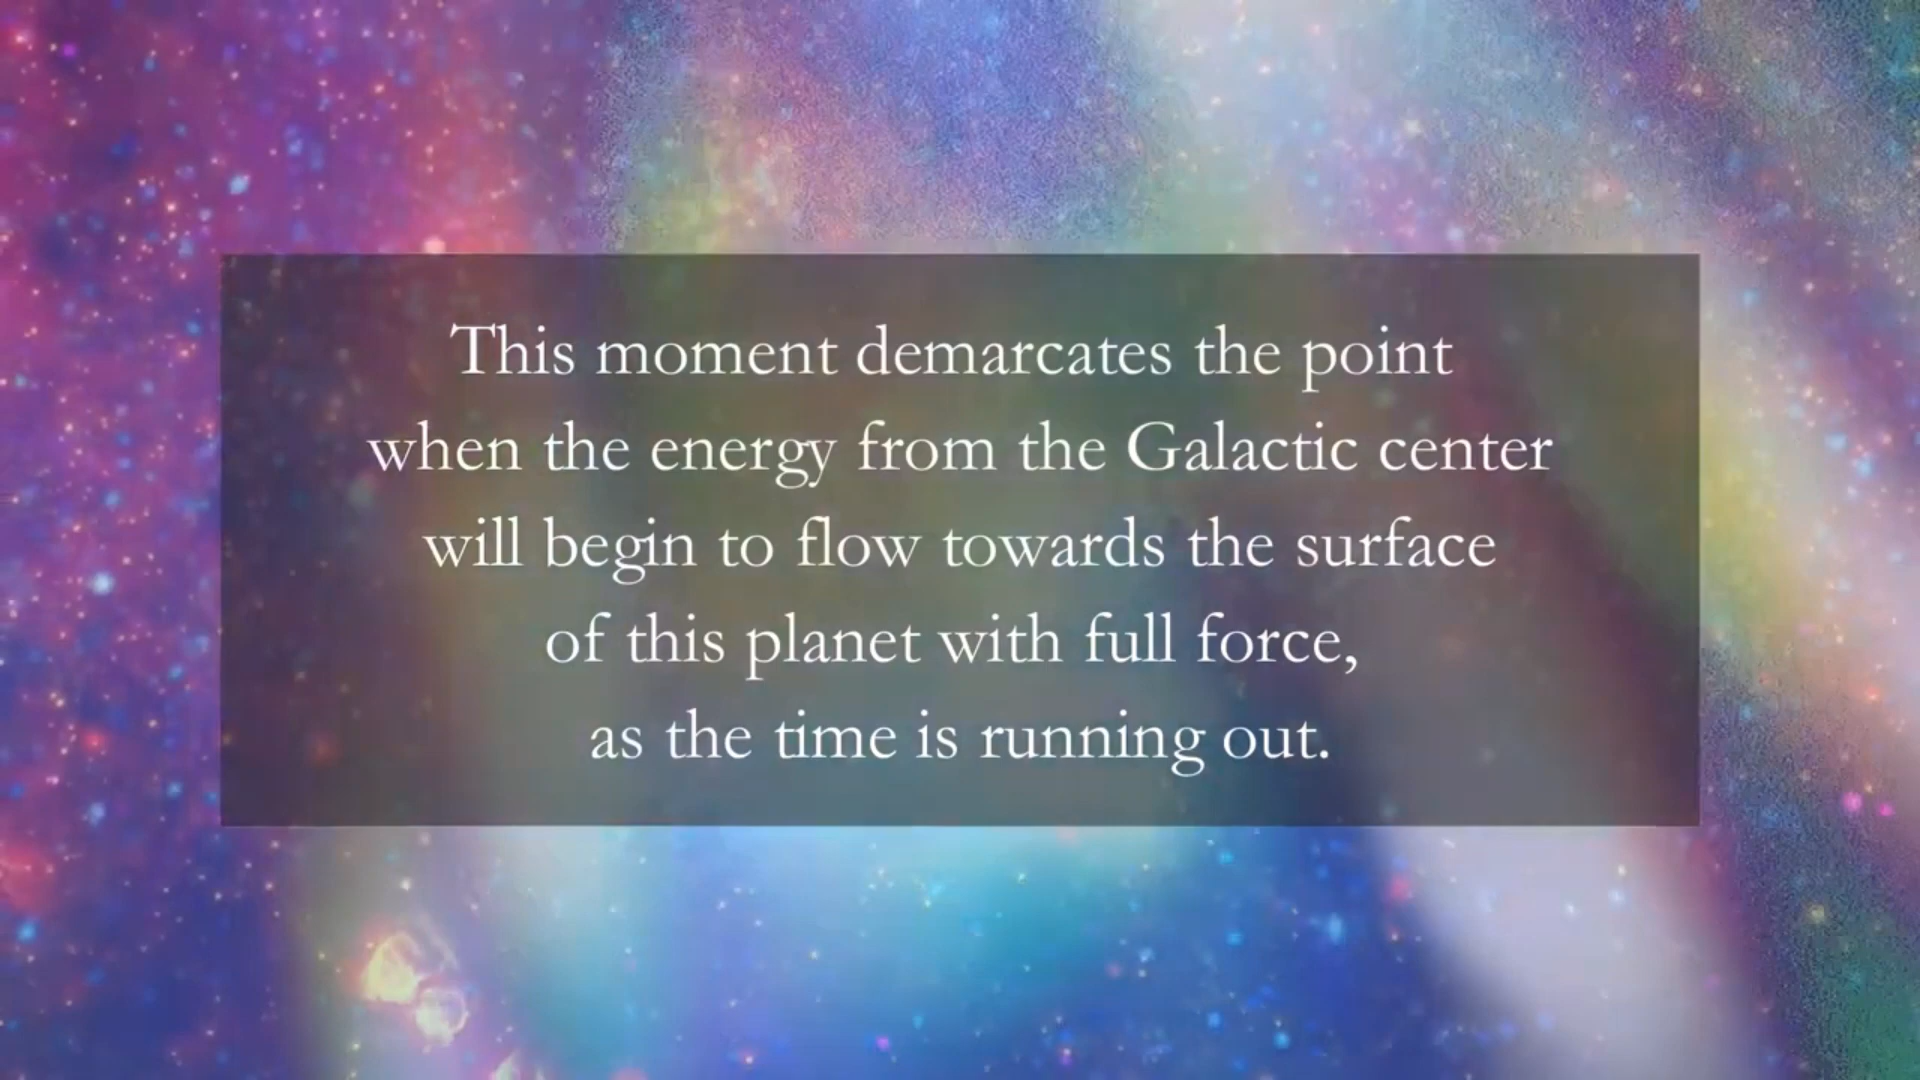 This moment demarcates the point
when the energy from the Galactic center
will begin to flow towards the surface
of this planet with full force,
as the time is running out.